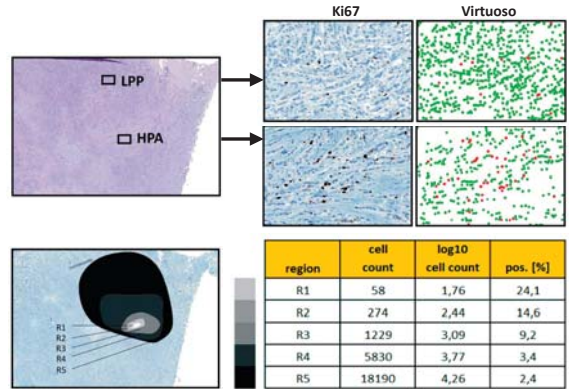 Ki67 Virtuoso
LPP
HPA
R1
R2
R3
R4
R5
region cell count log10 cell count pos. [%]
R1 58 1,76 24,1
R2 274 2,44 14,6
R3 1229 3,09 9,2
R4 5830 3,77 3,4
R5 18190 4,26 2,4